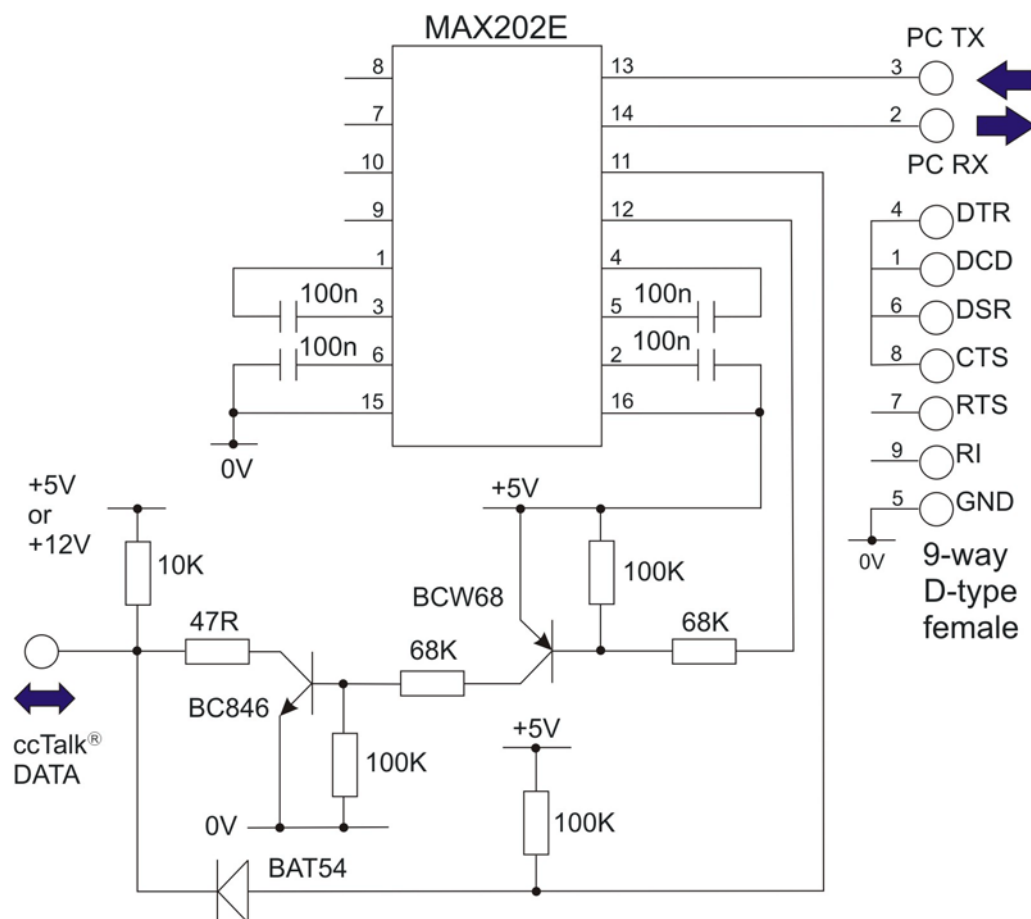 MAX202E
PC TX
8
13
3
7
14
2
10
11
PC RX
9
12
4
DTR
1
4
1
DCD
100n
3
5
100n
6
DSR
100n
6
2
100n
8
CTS
15
16
7
RTS
0V
9
RI
+5V
or
+12V
+5V
5
GND
0V
10K
100K
9-way
D-type
female
BCW68
47R
68K
68K
BC846
ccTalk®
DATA
100K
+5V
0V
100K
BAT54